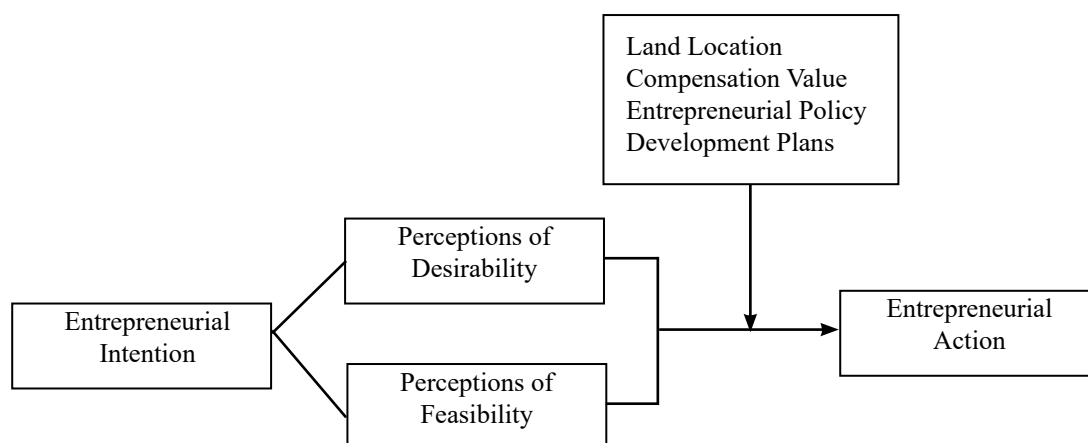 Land Location
Compensation Value
Entrepreneurial Policy
Development Plans
Perceptions of
Desirability
Entrepreneurial
Intention
Entrepreneurial
Action
Perceptions of
Feasibility